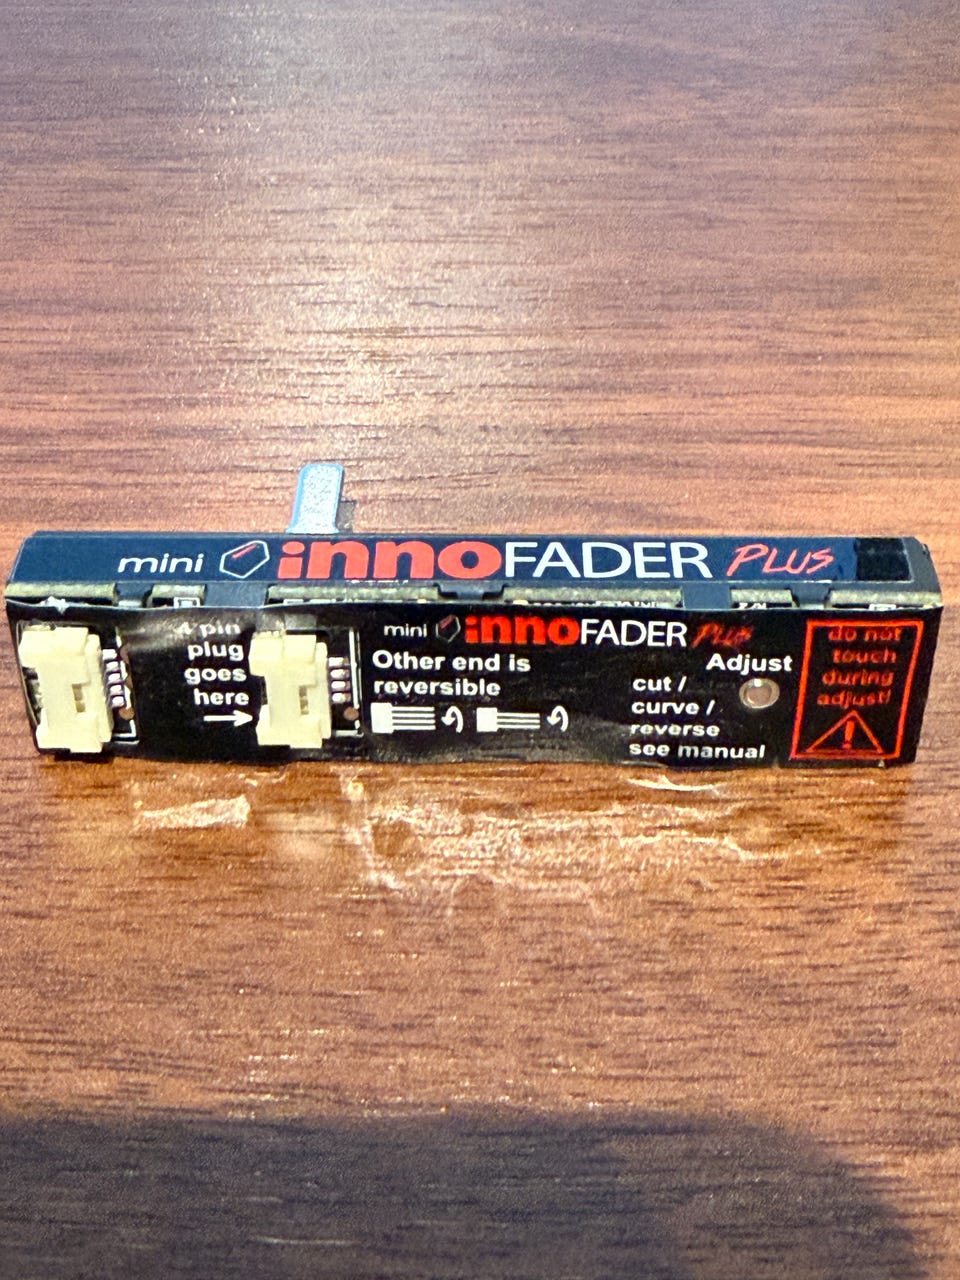 mini innoFADER PLUS
4 pin
plug
goes
here
mini innoFADER Plus
Other end is
reversible
Adjust
cut /
curve /
reverse
see manual
do not
touch
during
adjust!
!